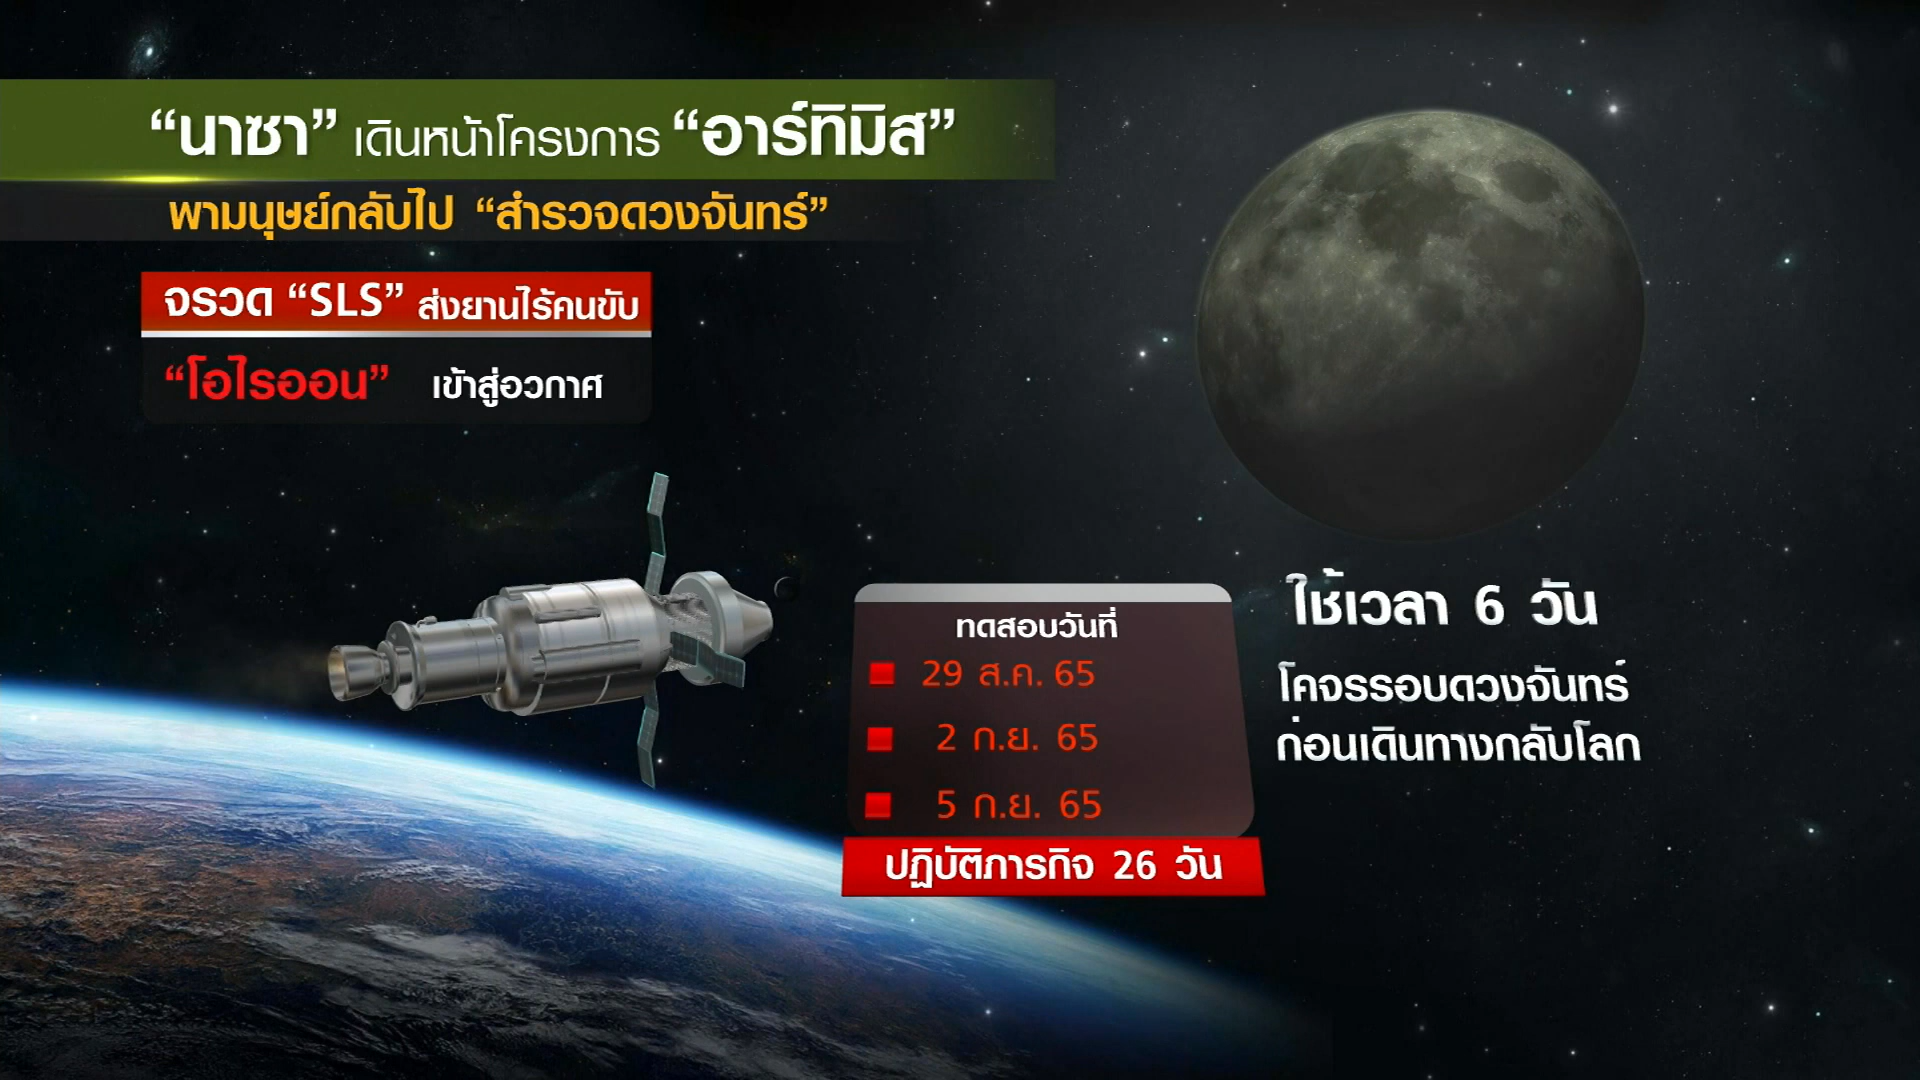 “นาซา” เดินหน้าโครงการ “อาร์ทิมิส”
พามนุษย์กลับไป “สำรวจดวงจันทร์”
จรวด “SLS” ส่งยานไร้คนขับ
“โอไรออน” เข้าสู่อวกาศ
ทดสอบวันที่
29 ส.ค. 65
2 ก.ย. 65
5 ก.ย. 65
ปฏิบัติภารกิจ 26 วัน
ใช้เวลา 6 วัน
โคจรรอบดวงจันทร์
ก่อนเดินทางกลับโลก